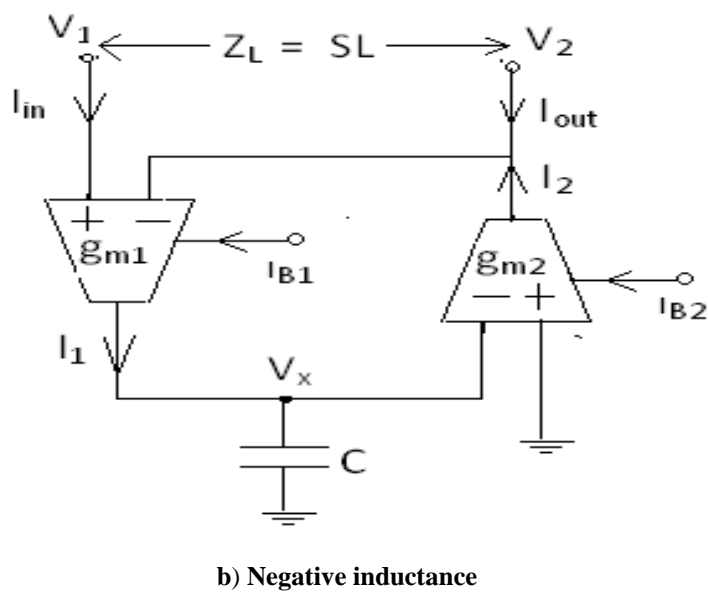 V1 ZL = SL V2
Iin Iout
I2
+ −
gm1 gm2
IB1 − +
IB2
I1
Vx
C
b) Negative inductance